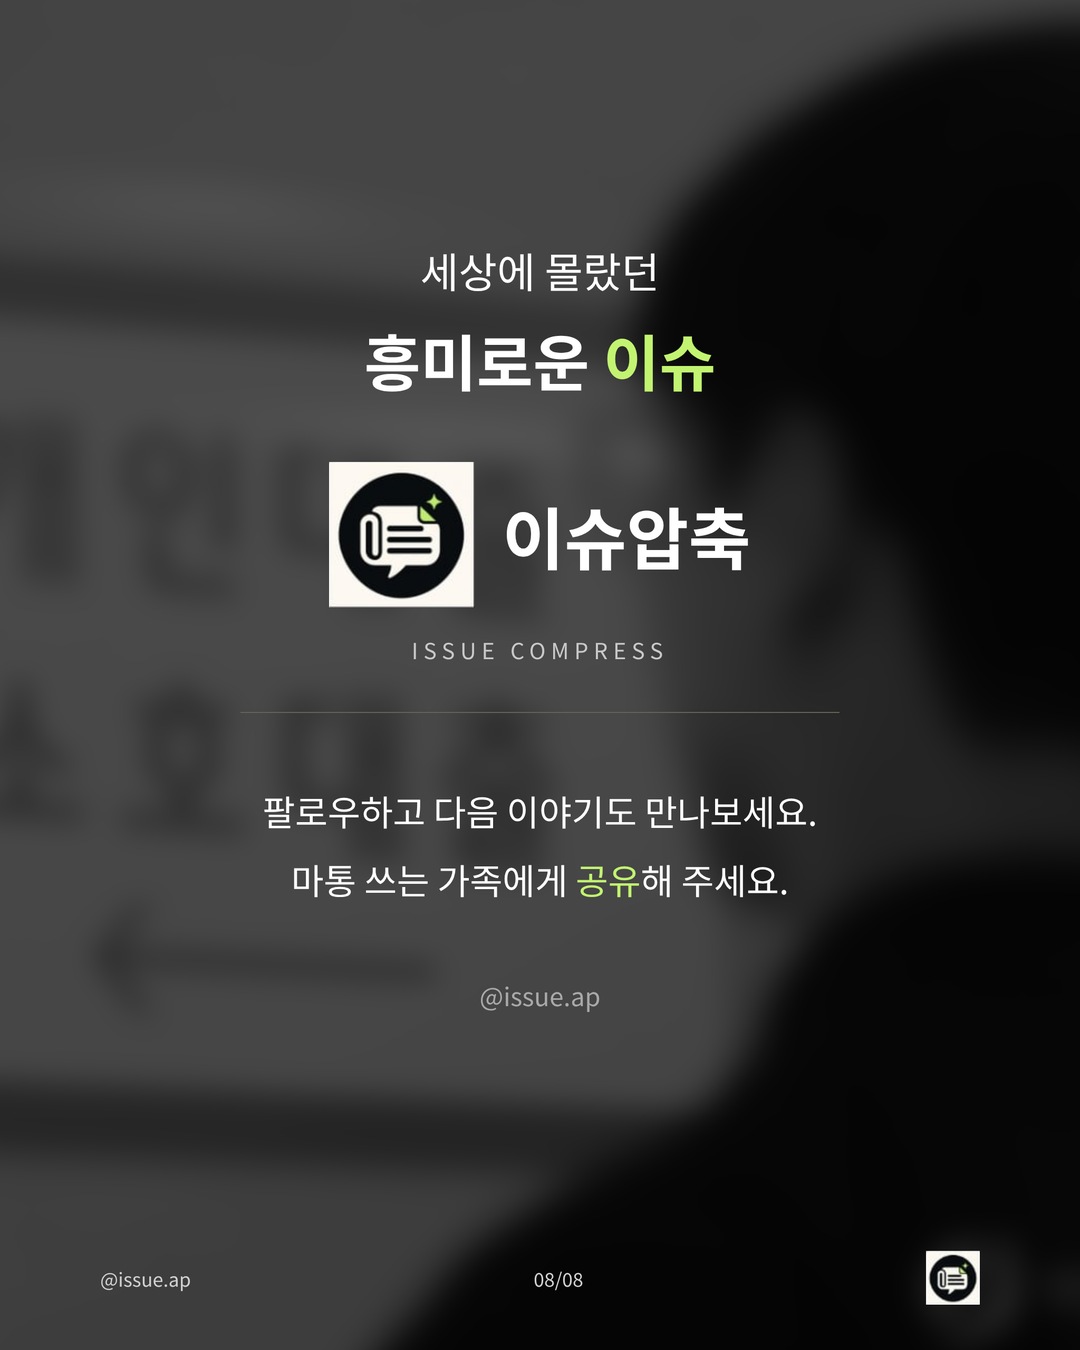 세상에 몰랐던
흥미로운 이슈
이슈압축
ISSUE COMPRESS
팔로우하고 다음 이야기도 만나보세요.
마통 쓰는 가족에게 공유해 주세요.
@issue.ap
@issue.ap
08/08